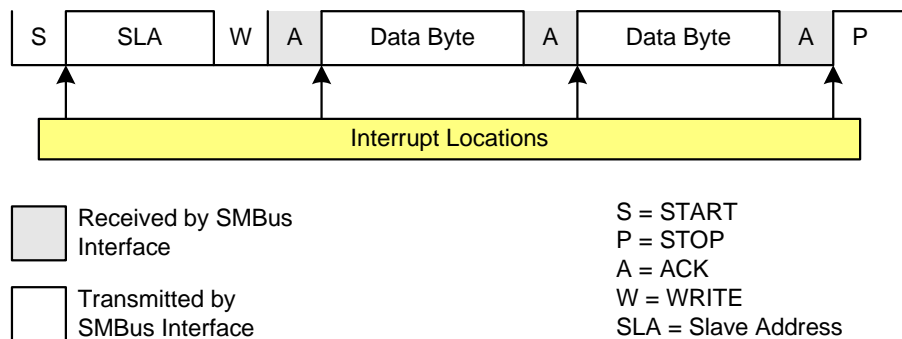 S SLA W A Data Byte A Data Byte A P
Interrupt Locations
Received by SMBus
Interface
Transmitted by
SMBus Interface
S = START
P = STOP
A = ACK
W = WRITE
SLA = Slave Address